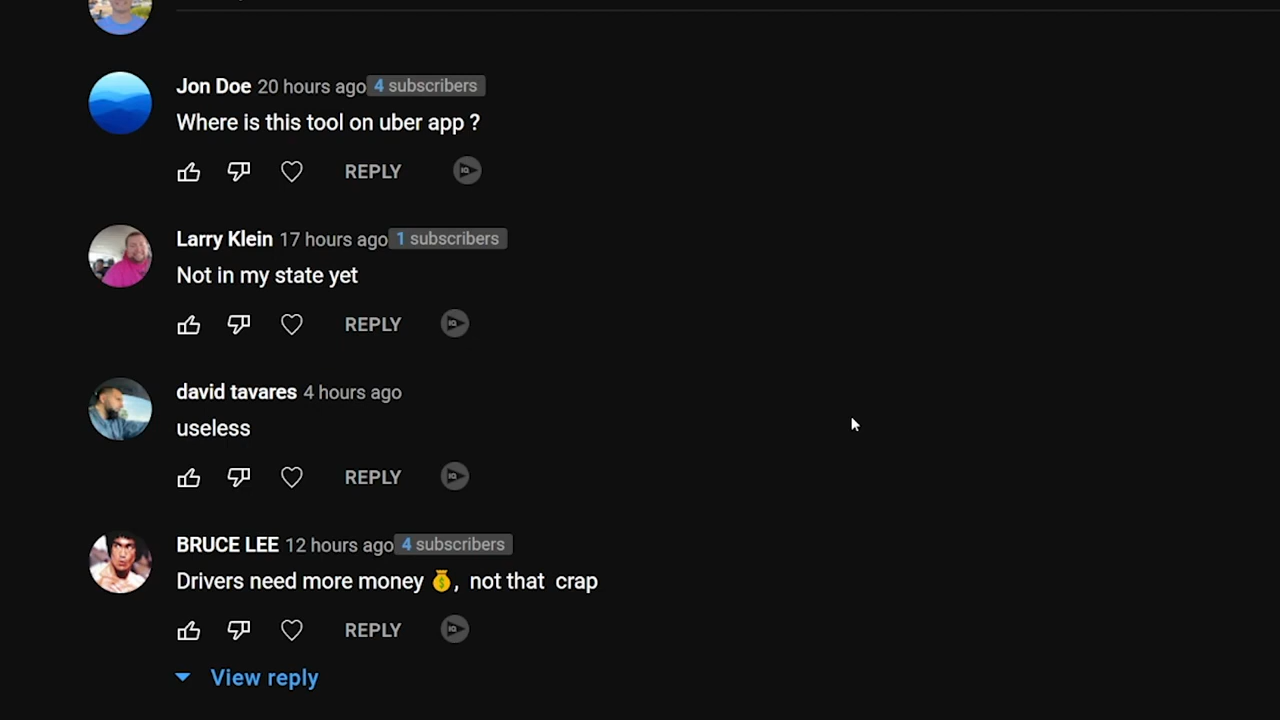 Jon Doe 20 hours ago 4 subscribers
Where is this tool on uber app ?
REPLY
Larry Klein 17 hours ago 1 subscribers
Not in my state yet
REPLY
david tavares 4 hours ago
useless
REPLY
BRUCE LEE 12 hours ago 4 subscribers
Drivers need more money 💰, not that crap
REPLY
View reply